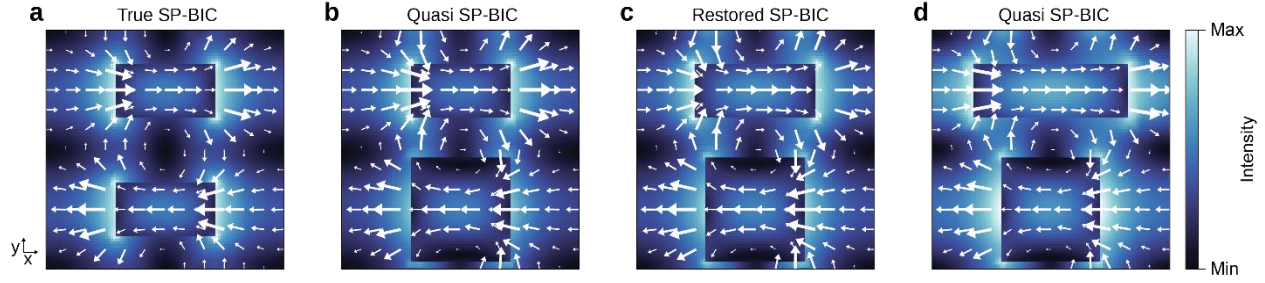 a True SP-BIC
b Quasi SP-BIC
c Restored SP-BIC
d Quasi SP-BIC
Max
Intensity
Min
y
x